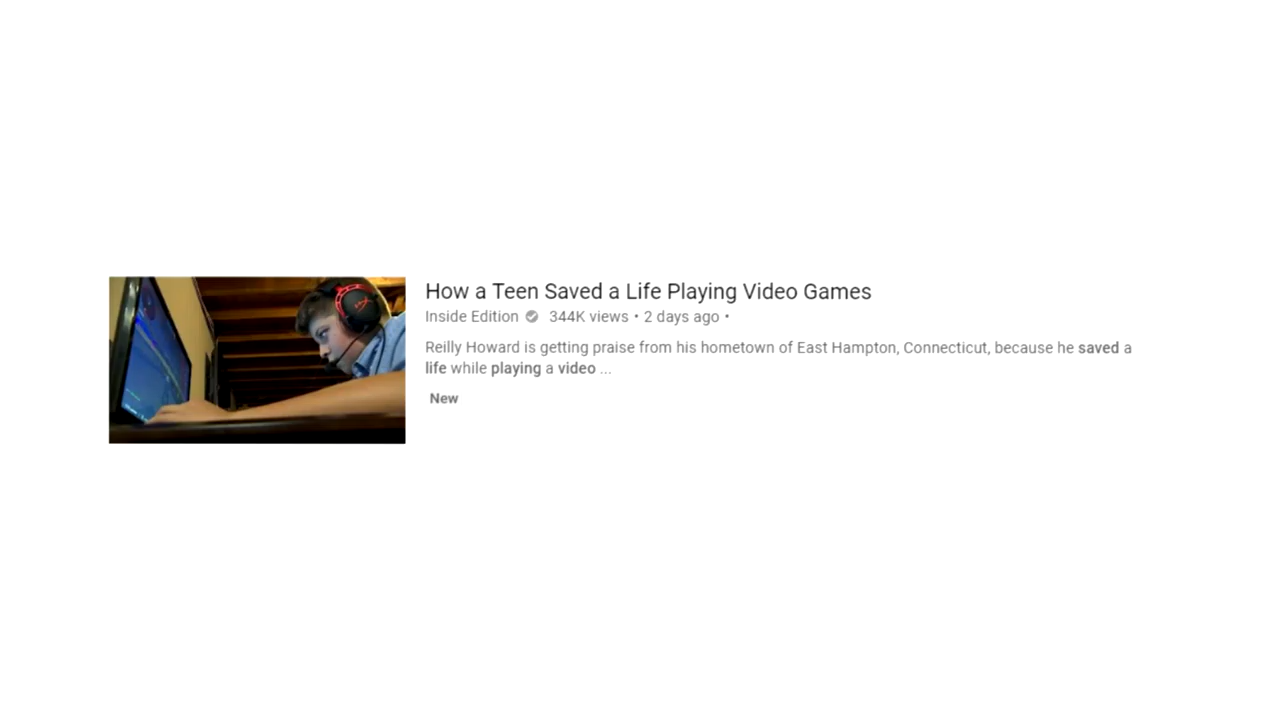 How a Teen Saved a Life Playing Video Games
Inside Edition 344K views • 2 days ago •
Reilly Howard is getting praise from his hometown of East Hampton, Connecticut, because he saved a
life while playing a video ...
New